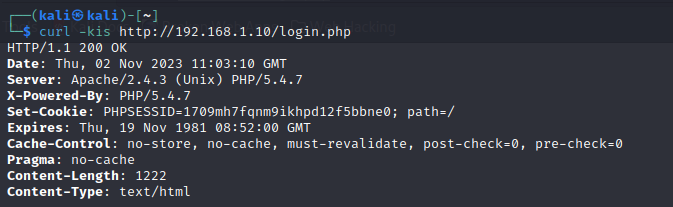 ┌──(kali㉿kali)-[~]
└─$ curl -kis http://192.168.1.10/login.php
HTTP/1.1 200 OK
Date: Thu, 02 Nov 2023 11:03:10 GMT
Server: Apache/2.4.3 (Unix) PHP/5.4.7
X-Powered-By: PHP/5.4.7
Set-Cookie: PHPSESSID=1709mh7fqnm9ikhpd12f5bbne0; path=/
Expires: Thu, 19 Nov 1981 08:52:00 GMT
Cache-Control: no-store, no-cache, must-revalidate, post-check=0, pre-check=0
Pragma: no-cache
Content-Length: 1222
Content-Type: text/html